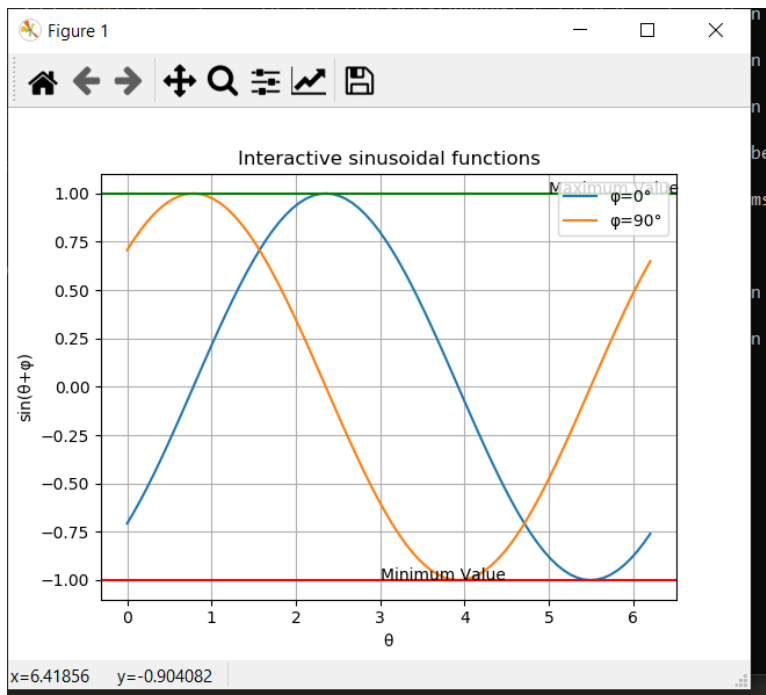 Figure 1
n
n
n
be
ms
n
n
Interactive sinusoidal functions
Maximum Value
φ=0°
φ=90°
1.00
0.75
0.50
0.25
0.00
−0.25
−0.50
−0.75
−1.00
sin(θ+φ)
Minimum Value
0 1 2 3 4 5 6
θ
x=6.41856 y=-0.904082